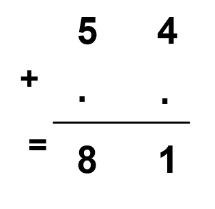 5 4
+
. .
= 8 1